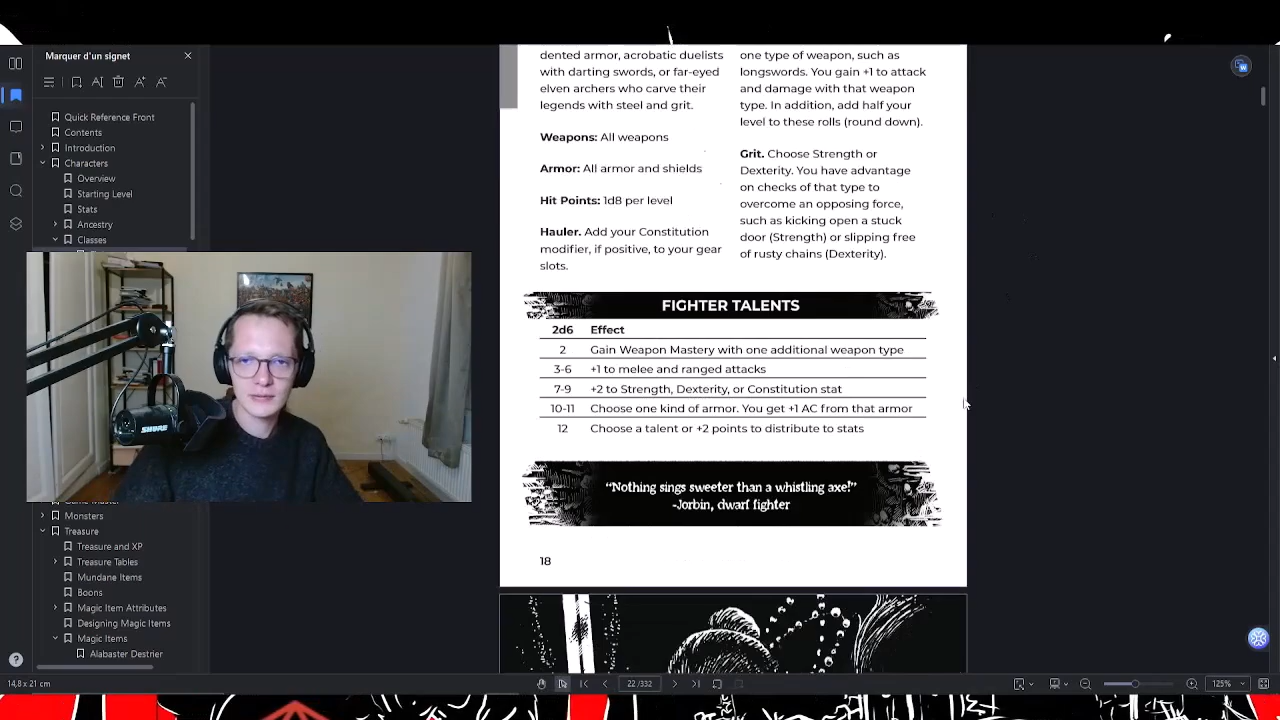 Marquer d'un signet
Quick Reference Front
Contents
Introduction
Characters
Overview
Starting Level
Stats
Ancestry
Classes
Monsters
Treasure
Treasure and XP
Treasure Tables
Mundane Items
Boons
Magic Item Attributes
Designing Magic Items
Magic Items
Alabaster Destrier
SHURE
dented armor, acrobatic duelists
with darting swords, or far-eyed
elven archers who carve their
legends with steel and grit.
Weapons: All weapons
Armor: All armor and shields
Hit Points: 1d8 per level
Hauler. Add your Constitution
modifier, if positive, to your gear
slots.
one type of weapon, such as
longswords. You gain +1 to attack
and damage with that weapon
type. In addition, add half your
level to these rolls (round down).
Grit. Choose Strength or
Dexterity. You have advantage
on checks of that type to
overcome an opposing force,
such as kicking open a stuck
door (Strength) or slipping free
of rusty chains (Dexterity).
FIGHTER TALENTS
2d6 Effect
2 Gain Weapon Mastery with one additional weapon type
3-6 +1 to melee and ranged attacks
7-9 +2 to Strength, Dexterity, or Constitution stat
10-11 Choose one kind of armor. You get +1 AC from that armor
12 Choose a talent or +2 points to distribute to stats
“Nothing sings sweeter than a whistling axe!”
-Jorbin, dwarf fighter
18
14,8 x 21 cm
22 /332
125%